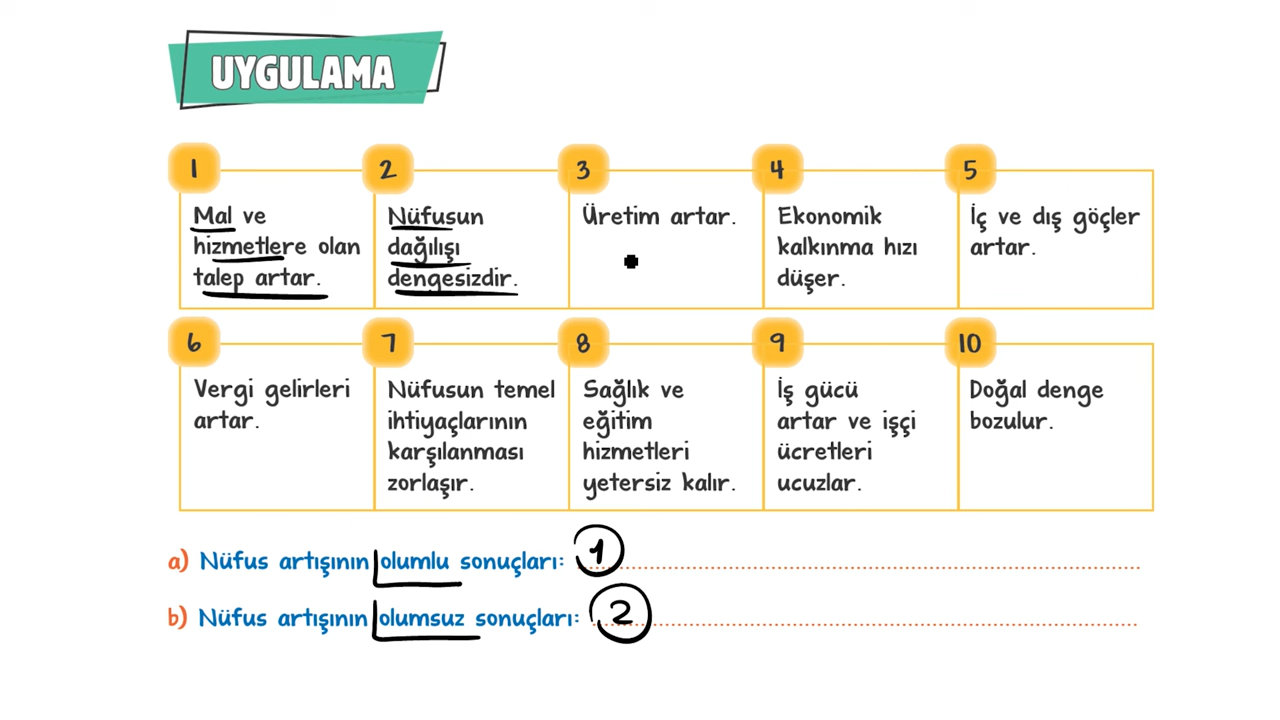 UYGULAMA
1
Mal ve
hizmetlere olan
talep artar.
2
Nüfusun
dağılışı
dengesizdir.
3
Üretim artar.
4
Ekonomik
kalkınma hızı
düşer.
5
İç ve dış göçler
artar.
6
Vergi gelirleri
artar.
7
Nüfusun temel
ihtiyaçlarının
karşılanması
zorlaşır.
8
Sağlık ve
eğitim
hizmetleri
yetersiz kalır.
9
İş gücü
artar ve işçi
ücretleri
ucuzlar.
10
Doğal denge
bozulur.
a) Nüfus artışının olumlu sonuçları: 1
b) Nüfus artışının olumsuz sonuçları: 2